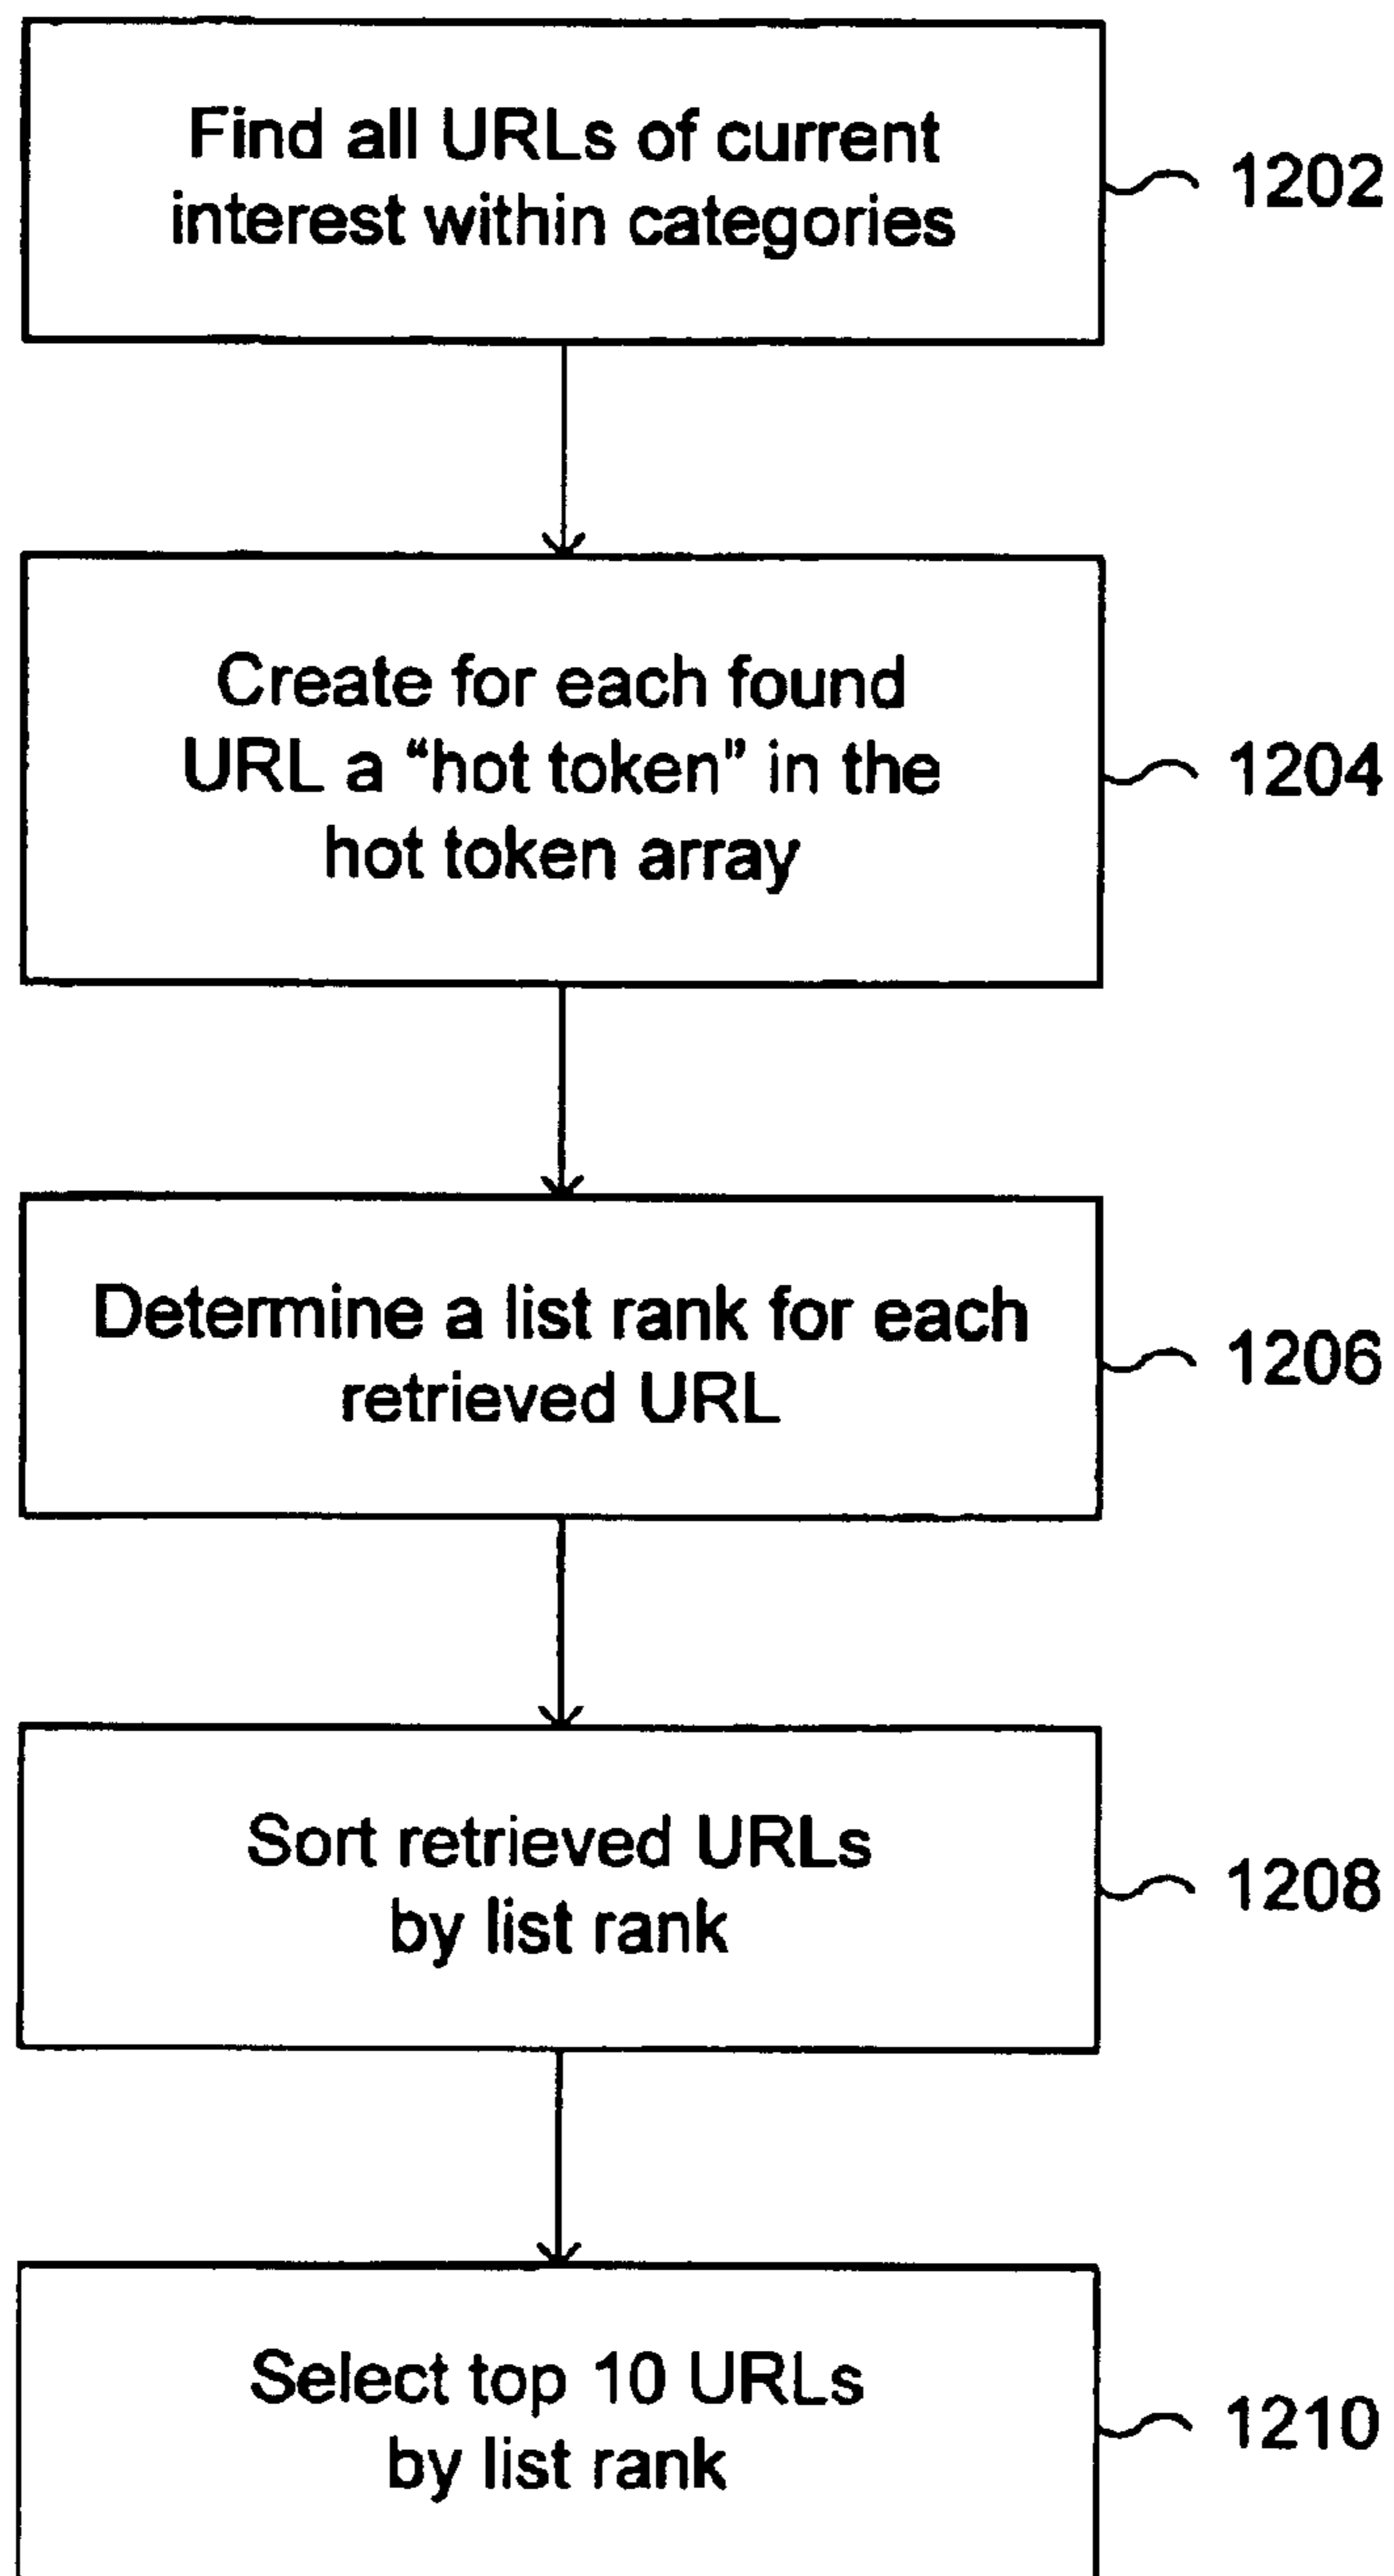 Find all URLs of current
interest within categories
1202
Create for each found
URL a “hot token” in the
hot token array
1204
Determine a list rank for each
retrieved URL
1206
Sort retrieved URLs
by list rank
1208
Select top 10 URLs
by list rank
1210